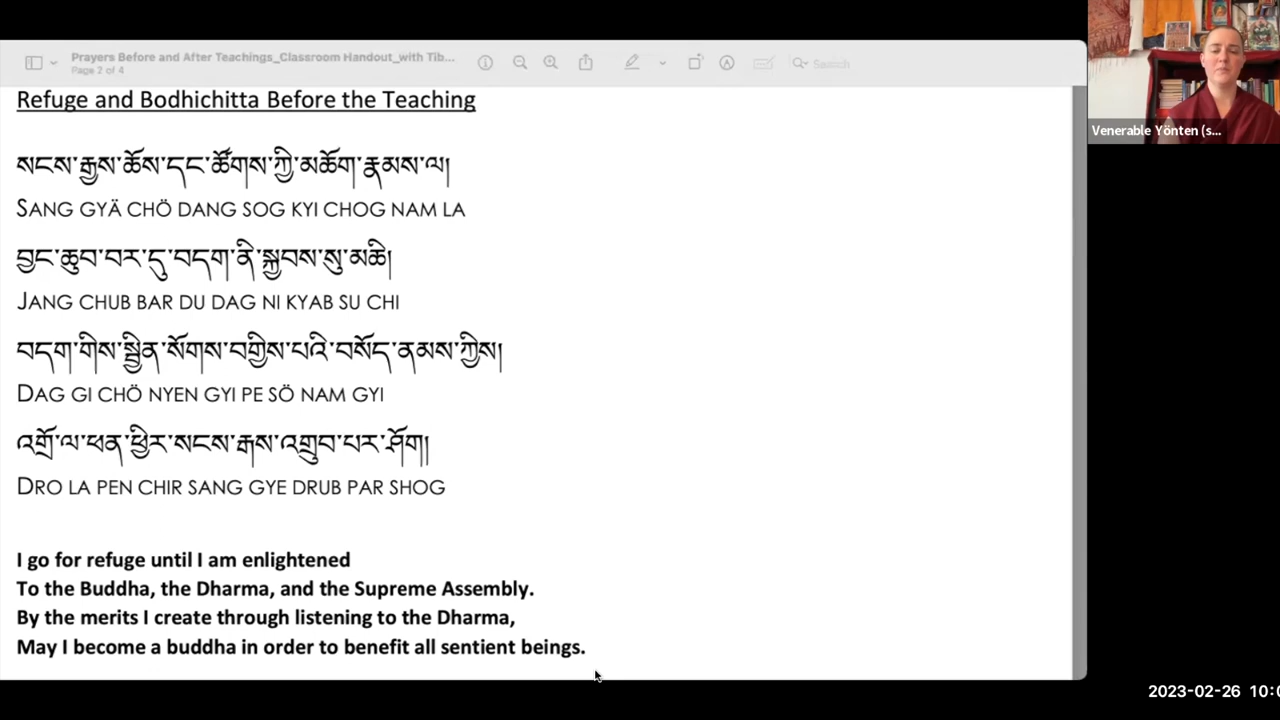 Prayers Before and After Teachings_Classroom Handout_with Tib...
Page 2 of 4
Search
Venerable Yönten (s...
Refuge and Bodhichitta Before the Teaching
སངས་རྒྱས་ཆོས་དང་ཚོགས་ཀྱི་མཆོག་རྣམས་ལ།
SANG GYÄ CHÖ DANG SOG KYI CHOG NAM LA
བྱང་ཆུབ་བར་དུ་བདག་ནི་སྐྱབས་སུ་མཆི།
JANG CHUB BAR DU DAG NI KYAB SU CHI
བདག་གིས་སྦྱིན་སོགས་བགྱིས་པའི་བསོད་ནམས་ཀྱིས།
DAG GI CHÖ NYEN GYI PE SÖ NAM GYI
འགྲོ་ལ་ཕན་ཕྱིར་སངས་རྒས་འགྲུབ་པར་ཤོག།
DRO LA PEN CHIR SANG GYE DRUB PAR SHOG
I go for refuge until I am enlightened
To the Buddha, the Dharma, and the Supreme Assembly.
By the merits I create through listening to the Dharma,
May I become a buddha in order to benefit all sentient beings.
2023-02-26 10:0